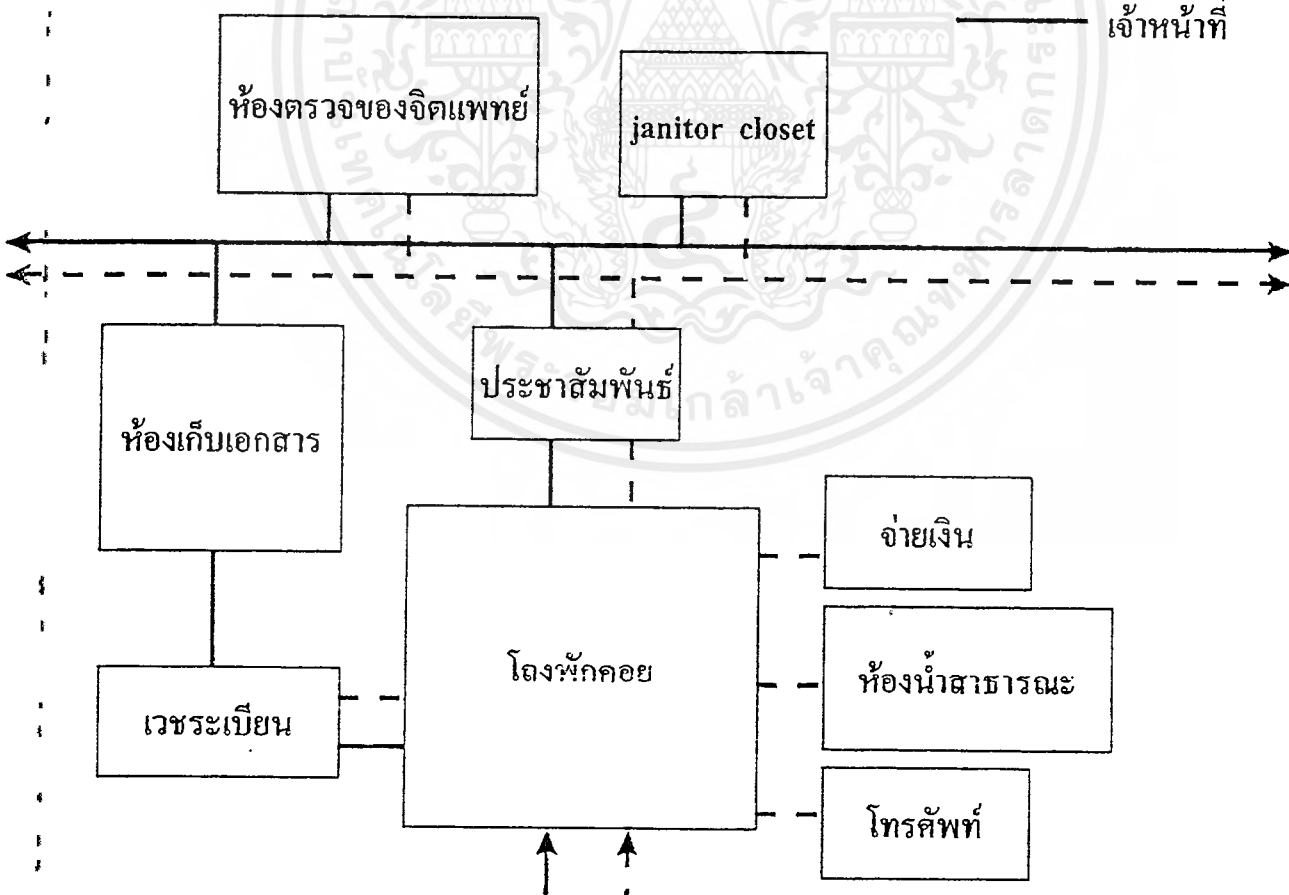 เจ้าหน้าที่
ห้องตรวจของจิตแพทย์
janitor closet
ประชาสัมพันธ์
ห้องเก็บเอกสาร
จ่ายเงิน
โถงพักคอย
ห้องน้ำสาธารณะ
เวชระเบียน
โทรศัพท์